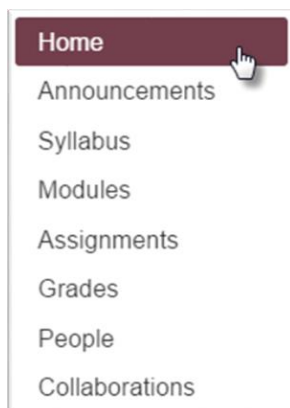 Home
Announcements
Syllabus
Modules
Assignments
Grades
People
Collaborations